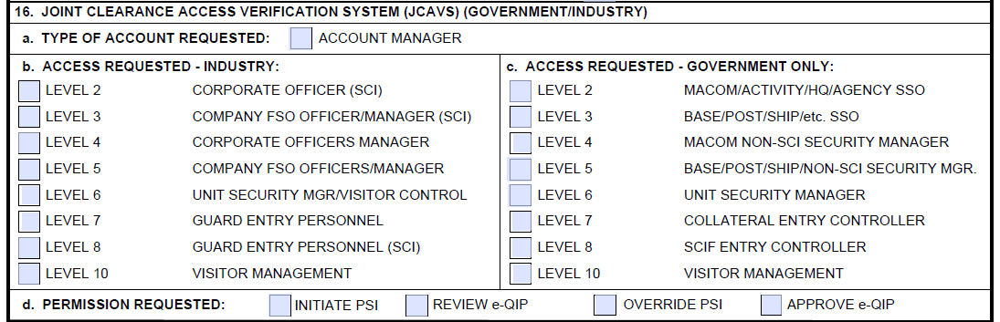 16. JOINT CLEARANCE ACCESS VERIFICATION SYSTEM (JCAVS) (GOVERNMENT/INDUSTRY)
a. TYPE OF ACCOUNT REQUESTED: ACCOUNT MANAGER
b. ACCESS REQUESTED - INDUSTRY:
LEVEL 2 CORPORATE OFFICER (SCI)
LEVEL 3 COMPANY FSO OFFICER/MANAGER (SCI)
LEVEL 4 CORPORATE OFFICERS MANAGER
LEVEL 5 COMPANY FSO OFFICERS/MANAGER
LEVEL 6 UNIT SECURITY MGR/VISITOR CONTROL
LEVEL 7 GUARD ENTRY PERSONNEL
LEVEL 8 GUARD ENTRY PERSONNEL (SCI)
LEVEL 10 VISITOR MANAGEMENT
c. ACCESS REQUESTED - GOVERNMENT ONLY:
LEVEL 2 MACOM/ACTIVITY/HQ/AGENCY SSO
LEVEL 3 BASE/POST/SHIP/etc. SSO
LEVEL 4 MACOM NON-SCI SECURITY MANAGER
LEVEL 5 BASE/POST/SHIP/NON-SCI SECURITY MGR.
LEVEL 6 UNIT SECURITY MANAGER
LEVEL 7 COLLATERAL ENTRY CONTROLLER
LEVEL 8 SCIF ENTRY CONTROLLER
LEVEL 10 VISITOR MANAGEMENT
d. PERMISSION REQUESTED: INITIATE PSI REVIEW e-QIP OVERRIDE PSI APPROVE e-QIP